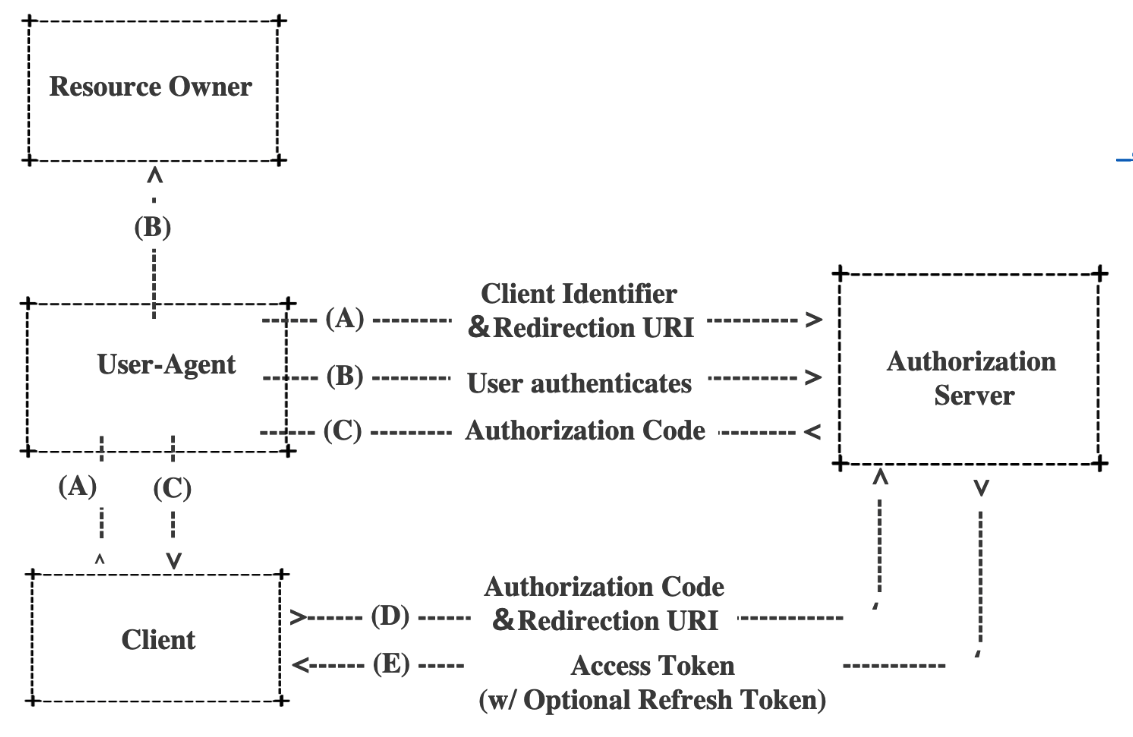 Resource Owner
(B)
Client Identifier
(A)
&Redirection URI
User-Agent
(B)
User authenticates
Authorization
Server
(C)
Authorization Code
(A)
(C)
Authorization Code
(D)
&Redirection URI
Client
(E)
Access Token
(w/ Optional Refresh Token)